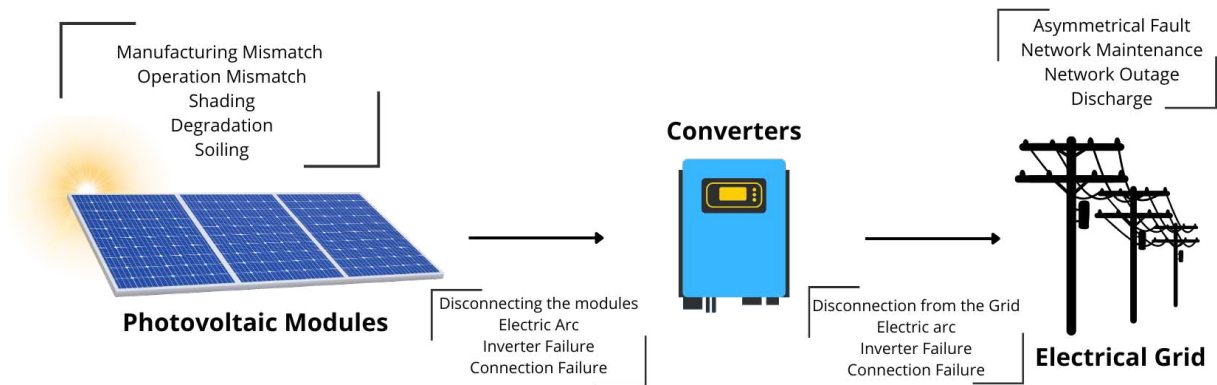 Manufacturing Mismatch
Operation Mismatch
Shading
Degradation
Soiling
Photovoltaic Modules
Disconnecting the modules
Electric Arc
Inverter Failure
Connection Failure
Converters
Disconnection from the Grid
Electric arc
Inverter Failure
Connection Failure
Asymmetrical Fault
Network Maintenance
Network Outage
Discharge
Electrical Grid